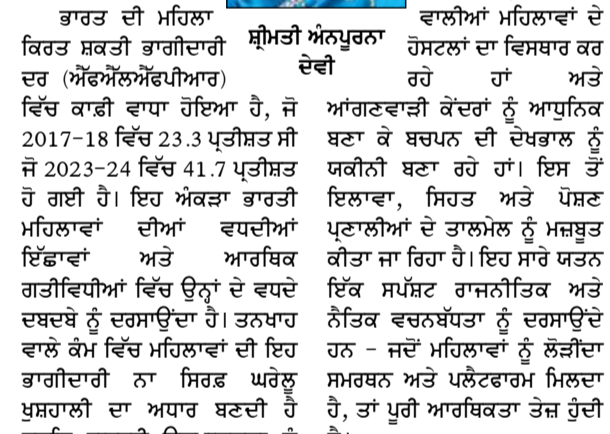 ਭਾਰਤ ਦੀ ਮਹਿਲਾ
ਕਿਰਤ ਸ਼ਕਤੀ ਭਾਗੀਦਾਰੀ
ਦਰ (ਐੱਫਐੱਲਐੱਫਪੀਆਰ)
ਵਿੱਚ ਕਾਫ਼ੀ ਵਾਧਾ ਹੋਇਆ ਹੈ, ਜੋ
2017-18 ਵਿੱਚ 23.3 ਪ੍ਰਤੀਸ਼ਤ ਸੀ
ਜੋ 2023-24 ਵਿੱਚ 41.7 ਪ੍ਰਤੀਸ਼ਤ
ਹੋ ਗਈ ਹੈ। ਇਹ ਅੰਕੜਾ ਭਾਰਤੀ
ਮਹਿਲਾਵਾਂ ਦੀਆਂ ਵਧਦੀਆਂ
ਇੱਛਾਵਾਂ ਅਤੇ ਆਰਥਿਕ
ਗਤੀਵਿਧੀਆਂ ਵਿੱਚ ਉਨ੍ਹਾਂ ਦੇ ਵਧਦੇ
ਦਬਦਬੇ ਨੂੰ ਦਰਸਾਉਂਦਾ ਹੈ। ਤਨਖਾਹ
ਵਾਲੇ ਕੰਮ ਵਿੱਚ ਮਹਿਲਾਵਾਂ ਦੀ ਇਹ
ਭਾਗੀਦਾਰੀ ਨਾ ਸਿਰਫ਼ ਘਰੇਲੂ
ਖੁਸ਼ਹਾਲੀ ਦਾ ਅਧਾਰ ਬਣਦੀ ਹੈ
ਸ਼੍ਰੀਮਤੀ ਅੰਨਪੂਰਨਾ
ਦੇਵੀ
ਵਾਲੀਆਂ ਮਹਿਲਾਵਾਂ ਦੇ
ਹੋਸਟਲਾਂ ਦਾ ਵਿਸਥਾਰ ਕਰ
ਰਹੇ ਹਾਂ ਅਤੇ
ਆਂਗਣਵਾੜੀ ਕੇਂਦਰਾਂ ਨੂੰ ਆਧੁਨਿਕ
ਬਣਾ ਕੇ ਬਚਪਨ ਦੀ ਦੇਖਭਾਲ ਨੂੰ
ਯਕੀਨੀ ਬਣਾ ਰਹੇ ਹਾਂ। ਇਸ ਤੋਂ
ਇਲਾਵਾ, ਸਿਹਤ ਅਤੇ ਪੋਸ਼ਣ
ਪ੍ਰਣਾਲੀਆਂ ਦੇ ਤਾਲਮੇਲ ਨੂੰ ਮਜ਼ਬੂਤ
ਕੀਤਾ ਜਾ ਰਿਹਾ ਹੈ। ਇਹ ਸਾਰੇ ਯਤਨ
ਇੱਕ ਸਪੱਸ਼ਟ ਰਾਜਨੀਤਿਕ ਅਤੇ
ਨੈਤਿਕ ਵਚਨਬੱਧਤਾ ਨੂੰ ਦਰਸਾਉਂਦੇ
ਹਨ – ਜਦੋਂ ਮਹਿਲਾਵਾਂ ਨੂੰ ਲੋੜੀਂਦਾ
ਸਮਰਥਨ ਅਤੇ ਪਲੈਟਫਾਰਮ ਮਿਲਦਾ
ਹੈ, ਤਾਂ ਪੂਰੀ ਆਰਥਿਕਤਾ ਤੇਜ਼ ਹੁੰਦੀ